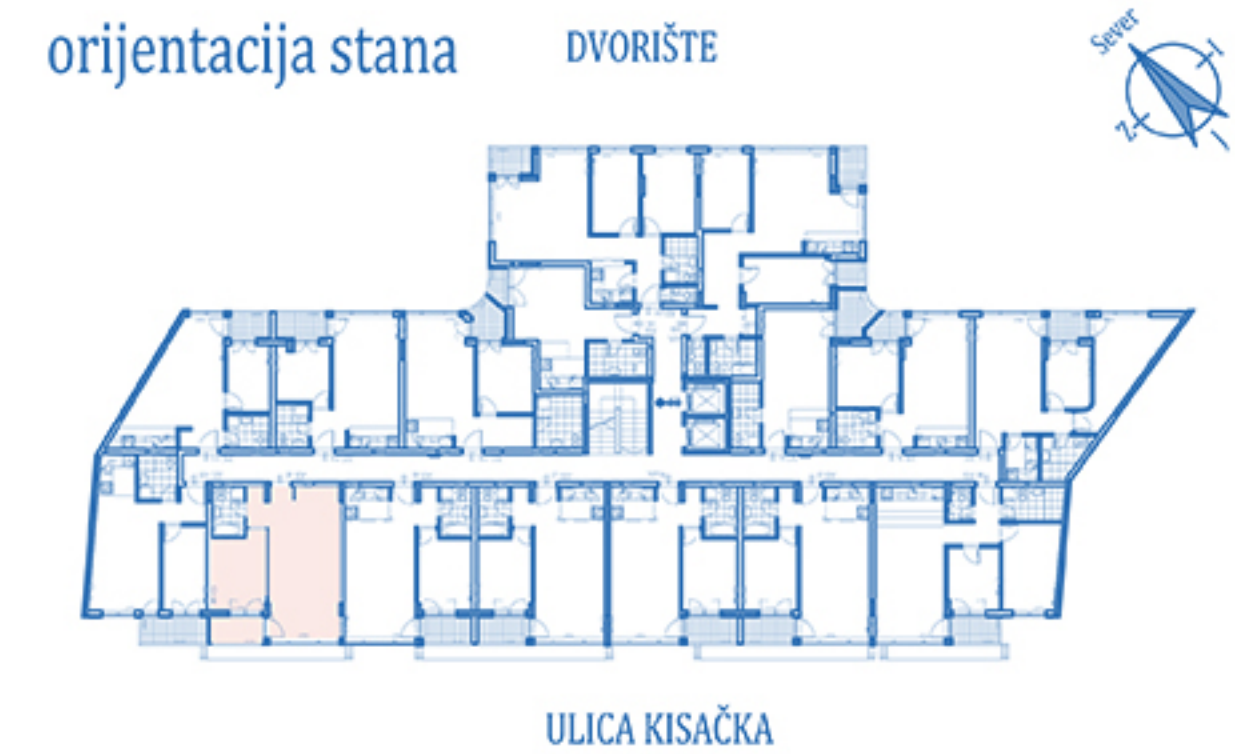 orijentacija stana
DVORIŠTE
Sever
I
Z
J
ULICA KISAČKA